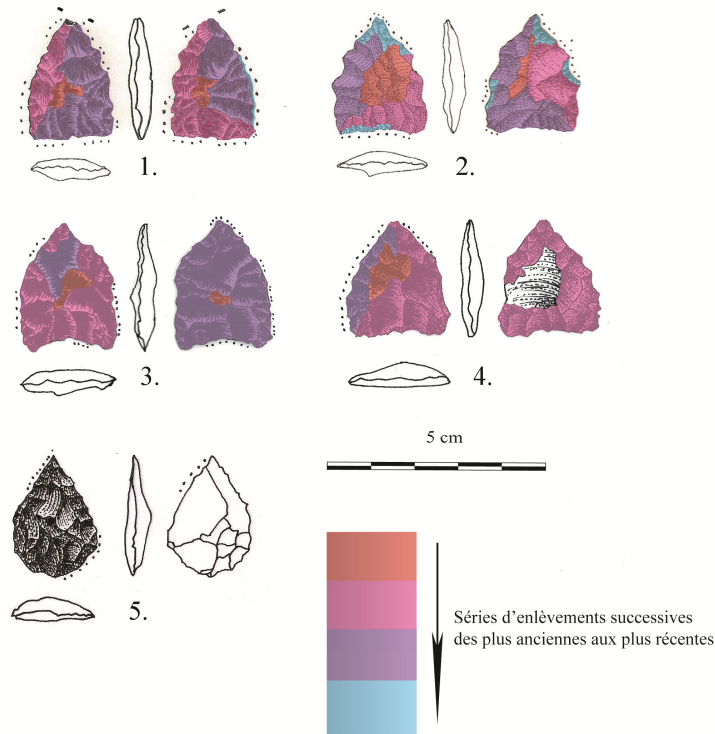 1.
2.
3.
4.
5 cm
5.
Séries d'enlèvements successives
des plus anciennes aux plus récentes